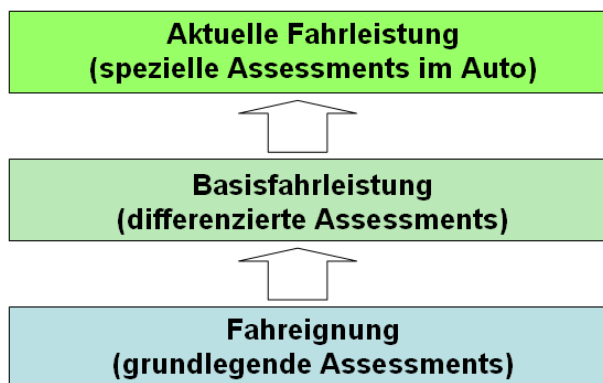 Aktuelle Fahrleistung
(spezielle Assessments im Auto)
Basisfahrleistung
(differenzierte Assessments)
Fahreignung
(grundlegende Assessments)